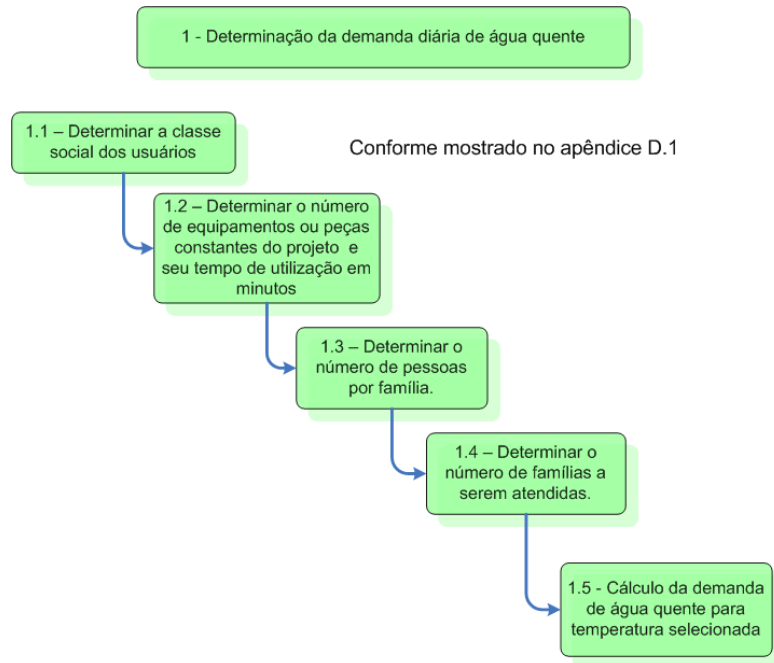 1 - Determinação da demanda diária de água quente
1.1 – Determinar a classe
social dos usuários
Conforme mostrado no apêndice D.1
1.2 – Determinar o número
de equipamentos ou peças
constantes do projeto e
seu tempo de utilização em
minutos
1.3 – Determinar o
número de pessoas
por família.
1.4 – Determinar o
número de famílias a
serem atendidas.
1.5 - Cálculo da demanda
de água quente para
temperatura selecionada